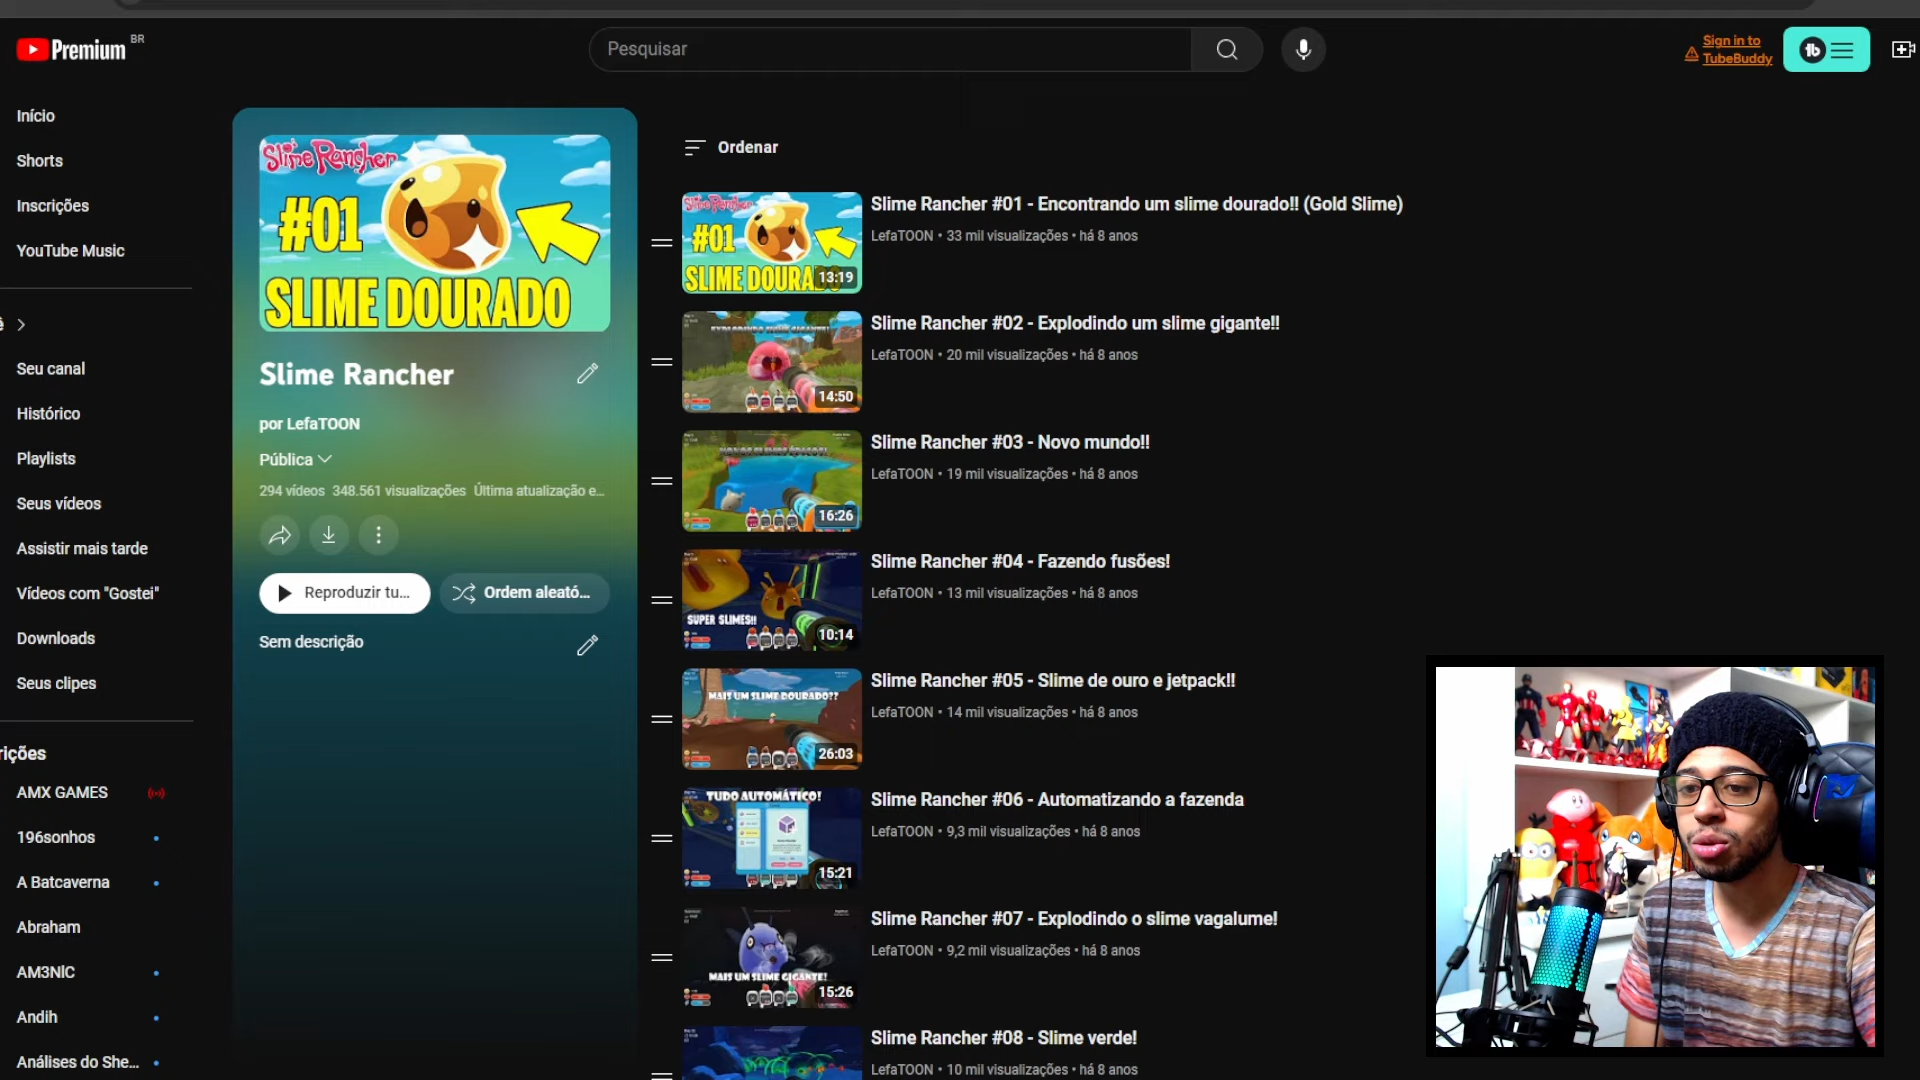 Premium BR
Pesquisar
Sign in to
TubeBuddy
Início
Shorts
Inscrições
YouTube Music
Seu canal
Histórico
Playlists
Seus vídeos
Assistir mais tarde
Vídeos com "Gostei"
Downloads
Seus clipes
rições
AMX GAMES
196sonhos
A Batcaverna
Abraham
AM3NlC
Andih
Análises do She...
Slime Rancher
#01
SLIME DOURADO
Slime Rancher
por LefaTOON
Pública
294 vídeos 348.561 visualizações Última atualização e...
Reproduzir tu...
Ordem aleató...
Sem descrição
Ordenar
Slime Rancher
#01
SLIME DOURADO
13:19
Slime Rancher #01 - Encontrando um slime dourado!! (Gold Slime)
LefaTOON • 33 mil visualizações • há 8 anos
EXPLODINDO SLIME GIGANTE!
14:50
Slime Rancher #02 - Explodindo um slime gigante!!
LefaTOON • 20 mil visualizações • há 8 anos
16:26
Slime Rancher #03 - Novo mundo!!
LefaTOON • 19 mil visualizações • há 8 anos
SUPER SLIMES!!
10:14
Slime Rancher #04 - Fazendo fusões!
LefaTOON • 13 mil visualizações • há 8 anos
MAIS UM SLIME DOURADO??
26:03
Slime Rancher #05 - Slime de ouro e jetpack!!
LefaTOON • 14 mil visualizações • há 8 anos
TUDO AUTOMÁTICO!
15:21
Slime Rancher #06 - Automatizando a fazenda
LefaTOON • 9,3 mil visualizações • há 8 anos
MAIS UM SLIME GIGANTE!
15:26
Slime Rancher #07 - Explodindo o slime vagalume!
LefaTOON • 9,2 mil visualizações • há 8 anos
Slime Rancher #08 - Slime verde!
LefaTOON • 10 mil visualizações • há 8 anos